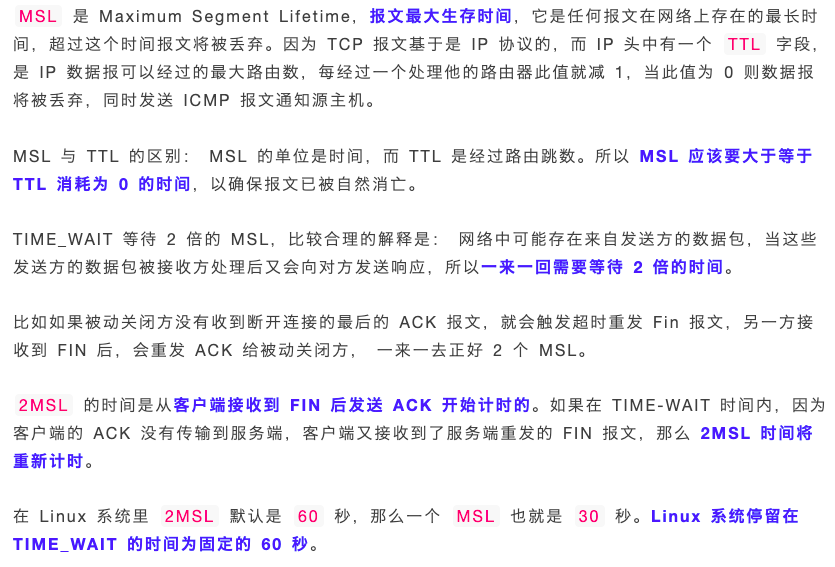 MSL 是 Maximum Segment Lifetime，报文最大生存时间，它是任何报文在网络上存在的最长时
间，超过这个时间报文将被丢弃。因为 TCP 报文基于是 IP 协议的，而 IP 头中有一个 TTL 字段，
是 IP 数据报可以经过的最大路由数，每经过一个处理他的路由器此值就减 1，当此值为 0 则数据报
将被丢弃，同时发送 ICMP 报文通知源主机。
MSL 与 TTL 的区别： MSL 的单位是时间，而 TTL 是经过路由跳数。所以 MSL 应该要大于等于
TTL 消耗为 0 的时间，以确保报文已被自然消亡。
TIME_WAIT 等待 2 倍的 MSL，比较合理的解释是： 网络中可能存在来自发送方的数据包，当这些
发送方的数据包被接收方处理后又会向对方发送响应，所以一来一回需要等待 2 倍的时间。
比如如果被动关闭方没有收到断开连接的最后的 ACK 报文，就会触发超时重发 Fin 报文，另一方接
收到 FIN 后，会重发 ACK 给被动关闭方， 一来一去正好 2 个 MSL。
2MSL 的时间是从客户端接收到 FIN 后发送 ACK 开始计时的。如果在 TIME-WAIT 时间内，因为
客户端的 ACK 没有传输到服务端，客户端又接收到了服务端重发的 FIN 报文，那么 2MSL 时间将
重新计时。
在 Linux 系统里 2MSL 默认是 60 秒，那么一个 MSL 也就是 30 秒。Linux 系统停留在
TIME_WAIT 的时间为固定的 60 秒。